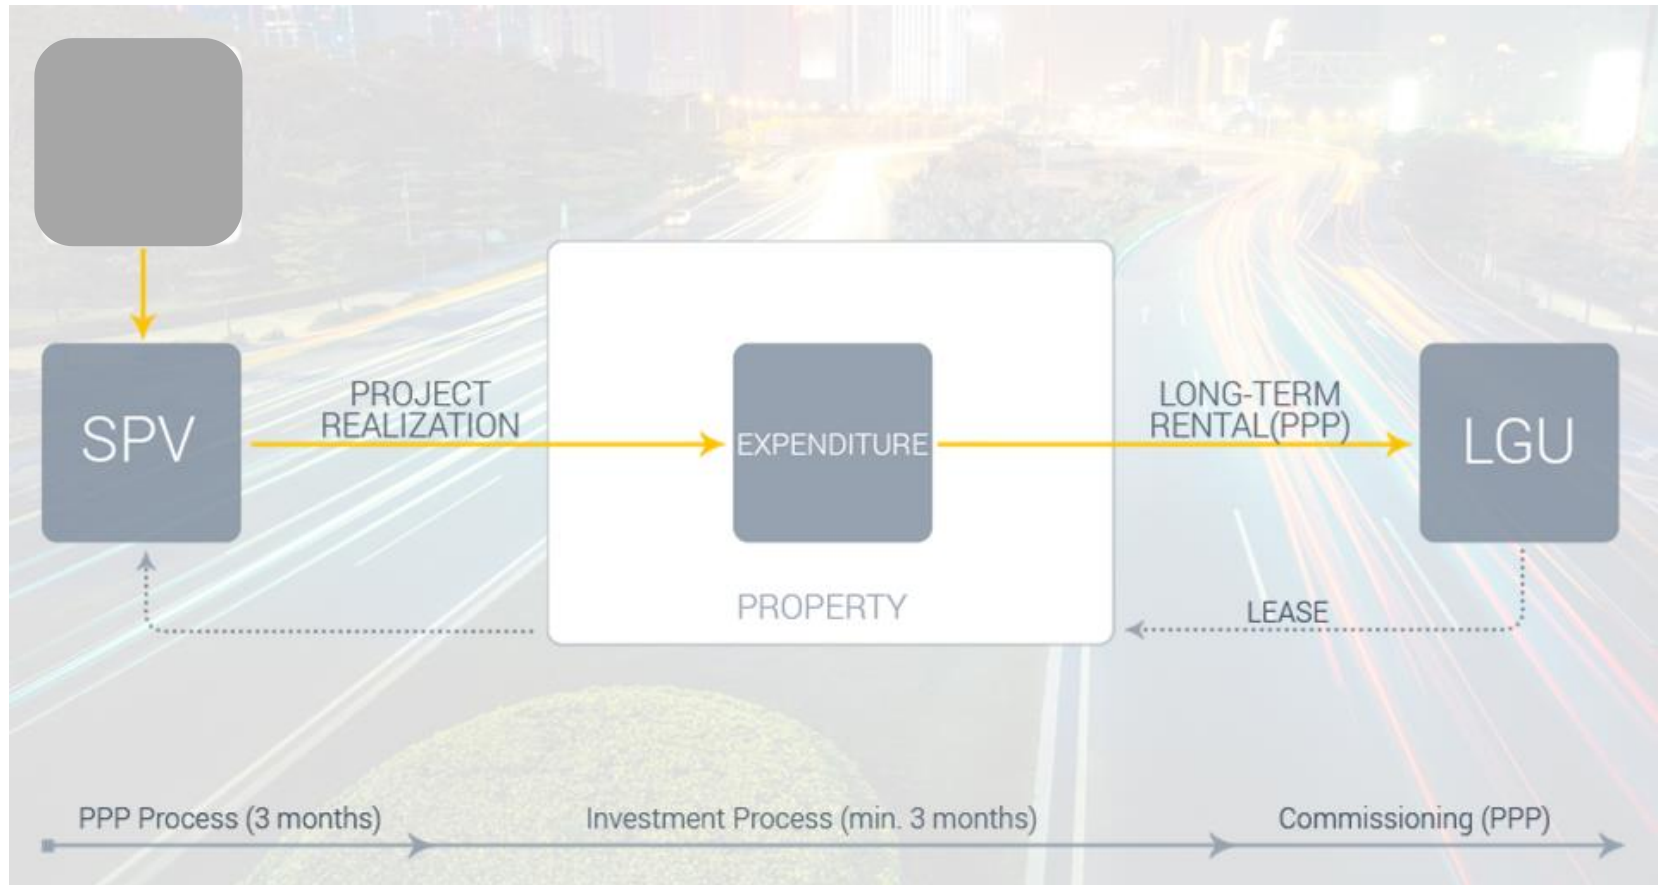 SPV
PROJECT
REALIZATION
EXPENDITURE
PROPERTY
LONG-TERM
RENTAL(PPP)
LGU
LEASE
PPP Process (3 months)
Investment Process (min. 3 months)
Commissioning (PPP)